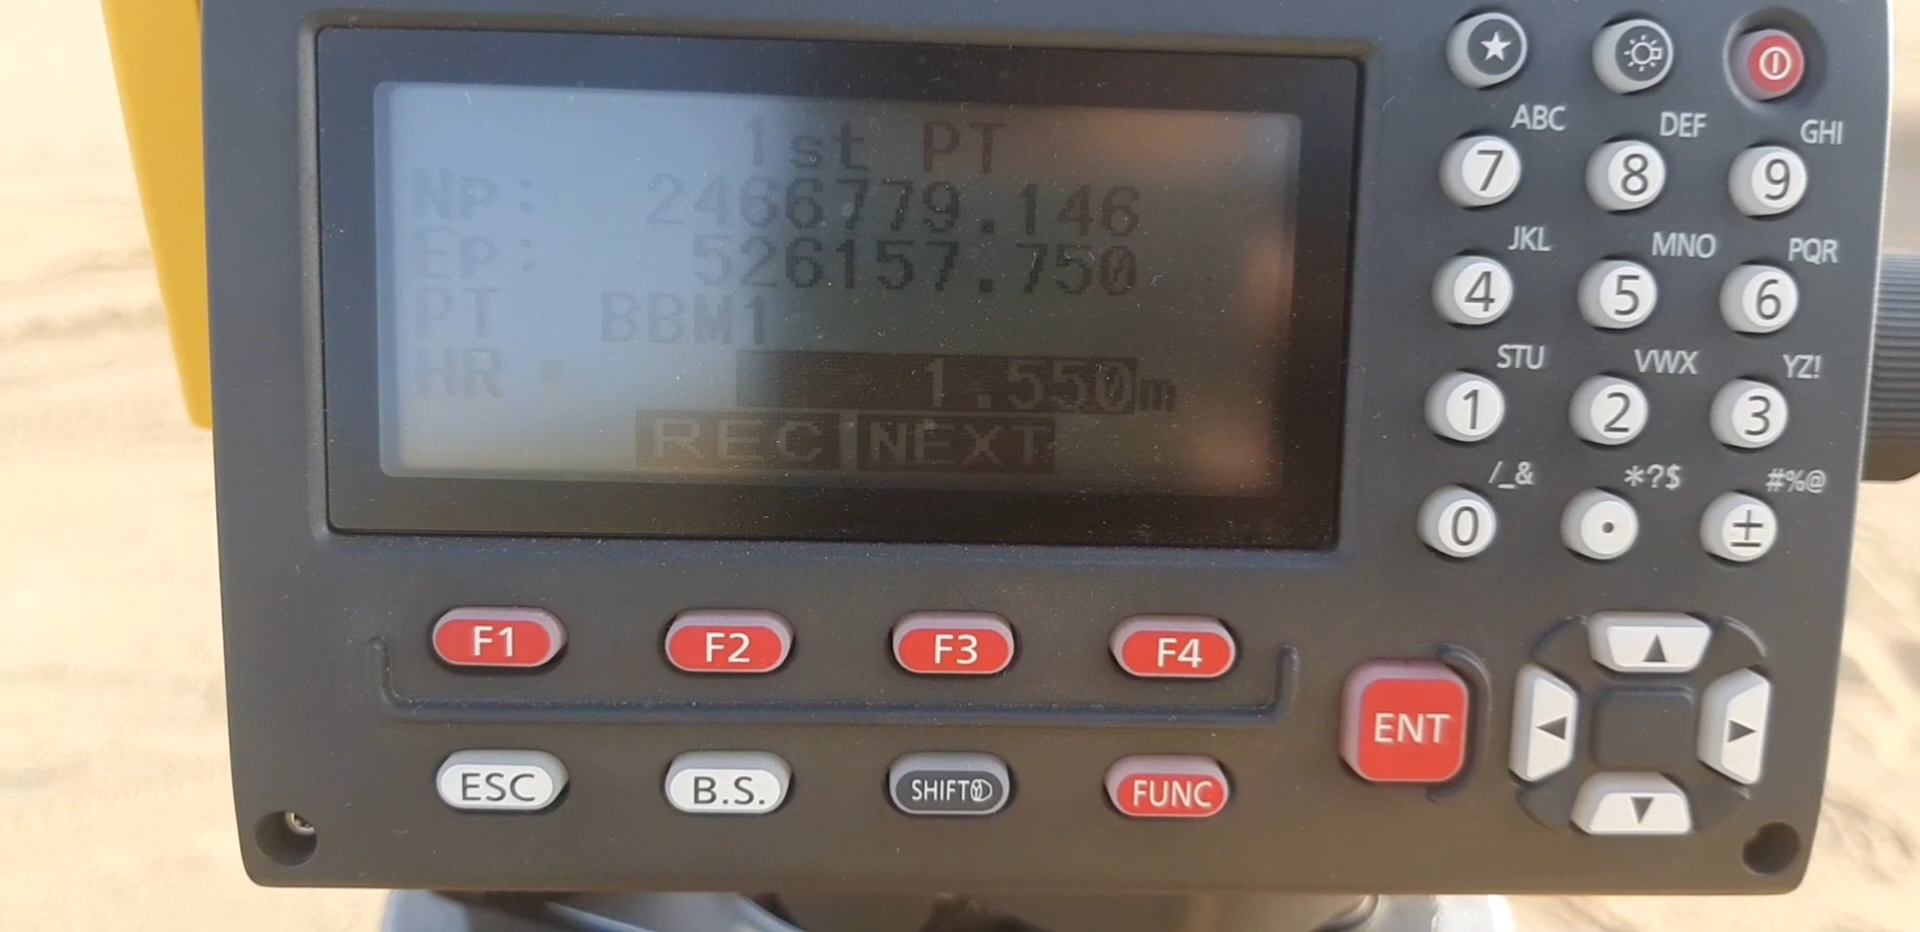 1st PT
Np: 2466779.146
Ep: 526157.750
PT BBM1
HR 1.550m
REC NEXT
★
ABC DEF GHI
7 8 9
JKL MNO PQR
4 5 6
STU VWX YZ!
1 2 3
/_& *?$ #%@
0 . ±
F1 F2 F3 F4
ENT
ESC B.S. SHIFT FUNC